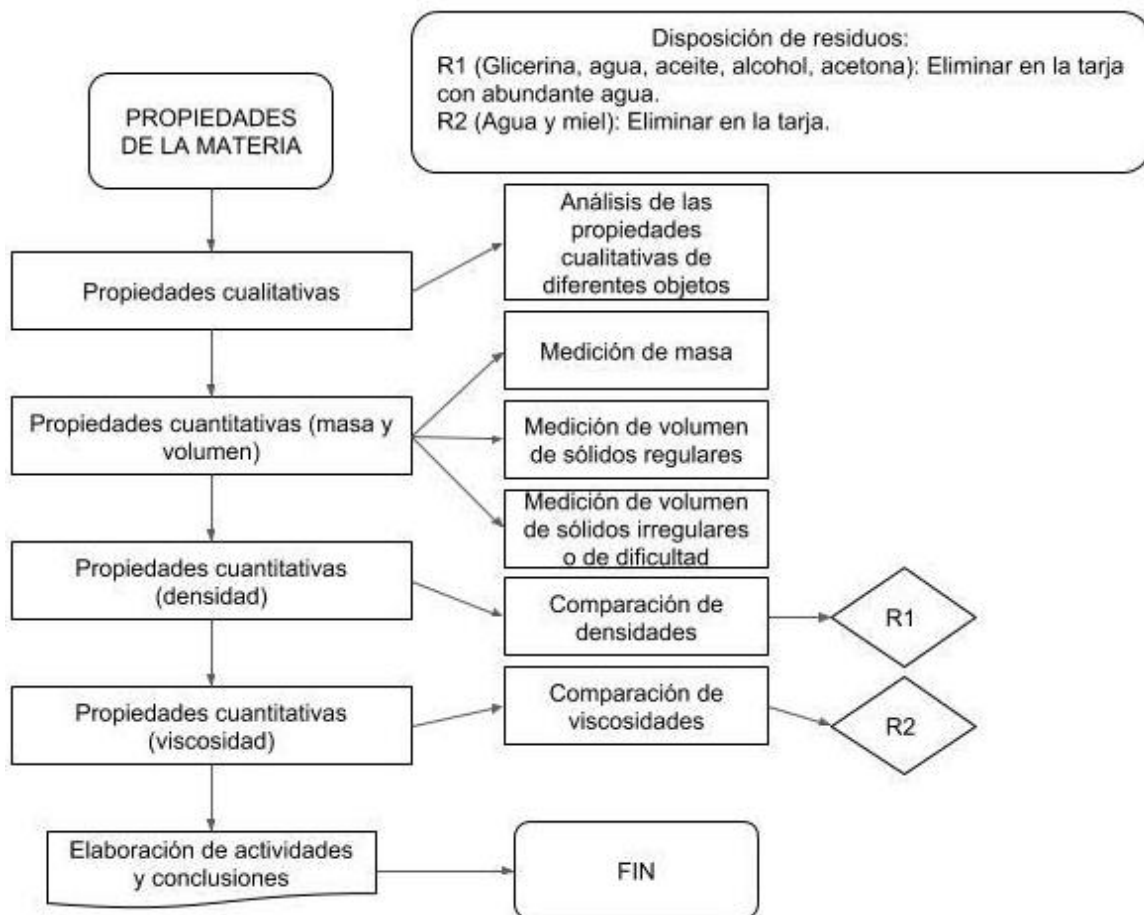 Disposición de residuos:
R1 (Glicerina, agua, aceite, alcohol, acetona): Eliminar en la tarja
con abundante agua.
R2 (Agua y miel): Eliminar en la tarja.
PROPIEDADES
DE LA MATERIA
Análisis de las
propiedades
cualitativas de
diferentes objetos
Propiedades cualitativas
Medición de masa
Propiedades cuantitativas (masa y
volumen)
Medición de volumen
de sólidos regulares
Medición de volumen
de sólidos irregulares
o de dificultad
Propiedades cuantitativas
(densidad)
Comparación de
densidades
R1
Propiedades cuantitativas
(viscosidad)
Comparación de
viscosidades
R2
Elaboración de actividades
y conclusiones
FIN